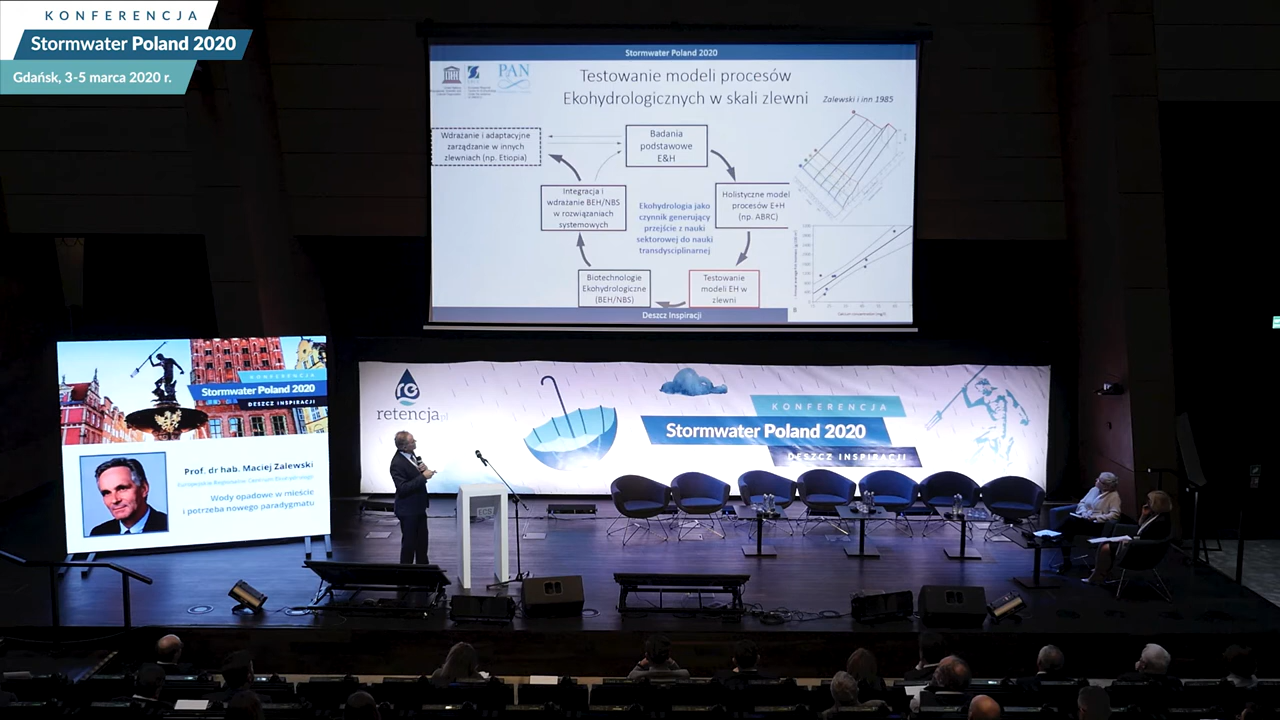 KONFERENCJA
Stormwater Poland 2020
Gdańsk, 3-5 marca 2020 r.
Stormwater Poland 2020
PAN
Testowanie modeli procesów
Ekohydrologicznych w skali zlewni
Zalewski i inn 1985
Wdrażanie i adaptacyjne
zarządzanie w innych
zlewniach (np. Etiopia)
Badania
podstawowe
E&H
Integracja i
wdrażanie BEH/NBS
w rozwiązaniach
systemowych
Ekohydrologia jako
czynnik generujący
przejście z nauki
sektorowej do nauki
transdyscyplinarnej
Holistyczne model
procesów E+H
(np. ABRC)
Biotechnologie
Ekohydrologiczne
(BEH/NBS)
Testowanie
modeli EH w
zlewni
Deszcz Inspiracji
KONFERENCJA
Stormwater Poland 2020
DESZCZ INSPIRACJI
Prof. dr hab. Maciej Zalewski
Wody opadowe w mieście
i potrzeba nowego paradygmatu
retencja.pl
KONFERENCJA
Stormwater Poland 2020
DESZCZ INSPIRACJI
ECS